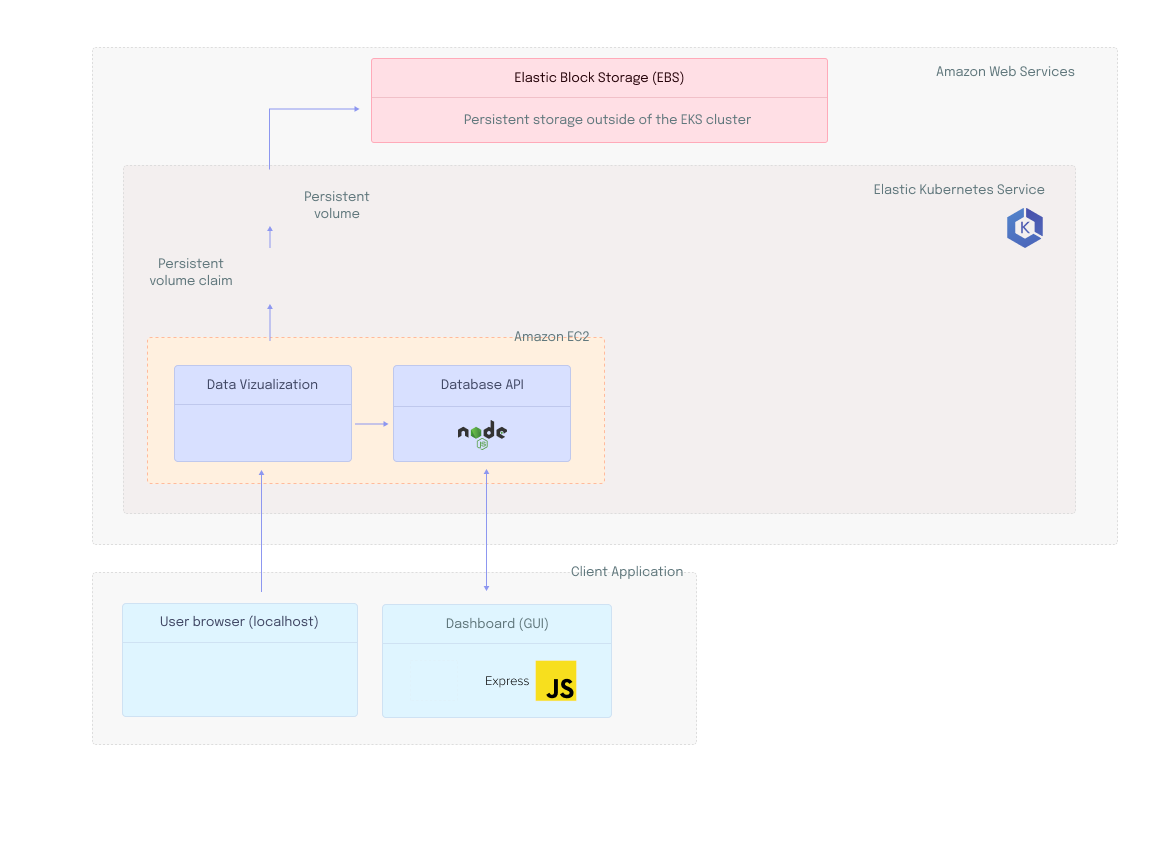 Amazon Web Services
Elastic Block Storage (EBS)
Persistent storage outside of the EKS cluster
Elastic Kubernetes Service
K
Persistent
volume
Persistent
volume claim
Amazon EC2
Data Vizualization
Database API
node
JS
Client Application
User browser (localhost)
Dashboard (GUI)
Express
JS